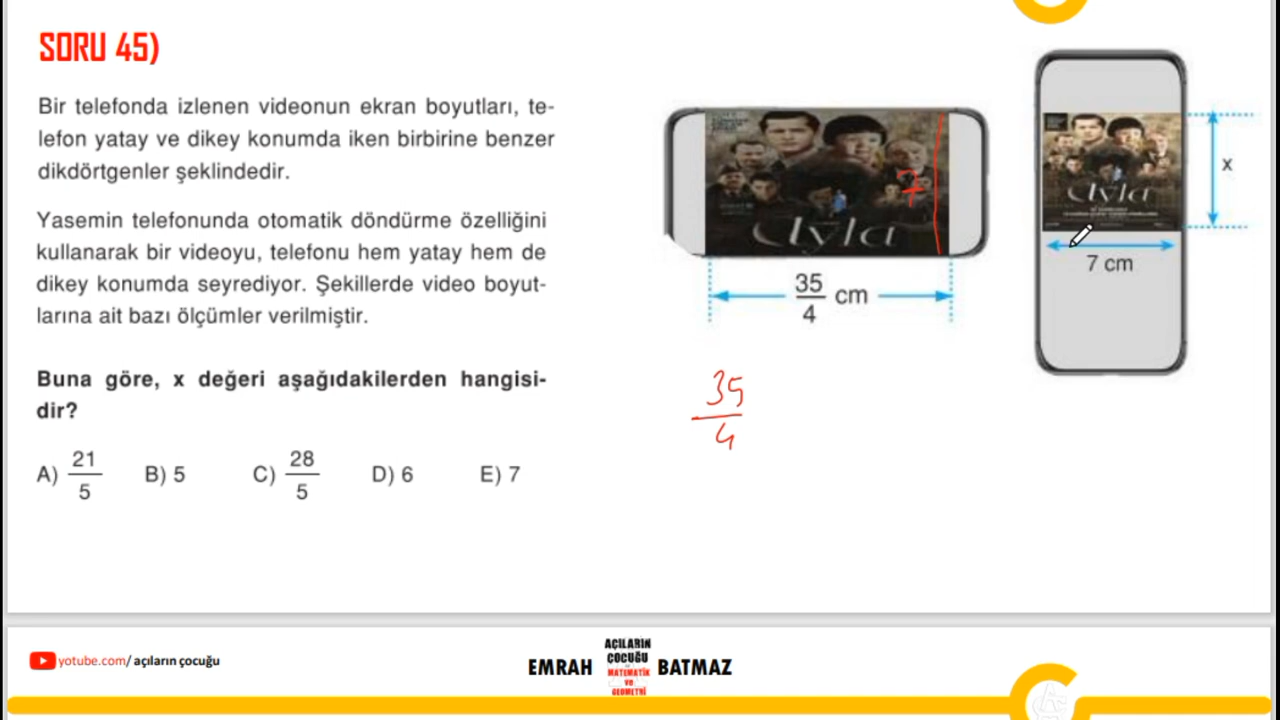 SORU 45)
Bir telefonda izlenen videonun ekran boyutları, te-
lefon yatay ve dikey konumda iken birbirine benzer
dikdörtgenler şeklindedir.
Yasemin telefonunda otomatik döndürme özelliğini
kullanarak bir videoyu, telefonu hem yatay hem de
dikey konumda seyrediyor. Şekillerde video boyut-
larına ait bazı ölçümler verilmiştir.
Buna göre, x değeri aşağıdakilerden hangisi-
dir?
A) 21/5 B) 5 C) 28/5 D) 6 E) 7
7
Ayla
35/4 cm
35/4
Ayla
x
7 cm
yotube.com/ açıların çocuğu
EMRAH
AÇILARIN
ÇOCUĞU
MATEMATİK
ve
GEOMETRİ
BATMAZ